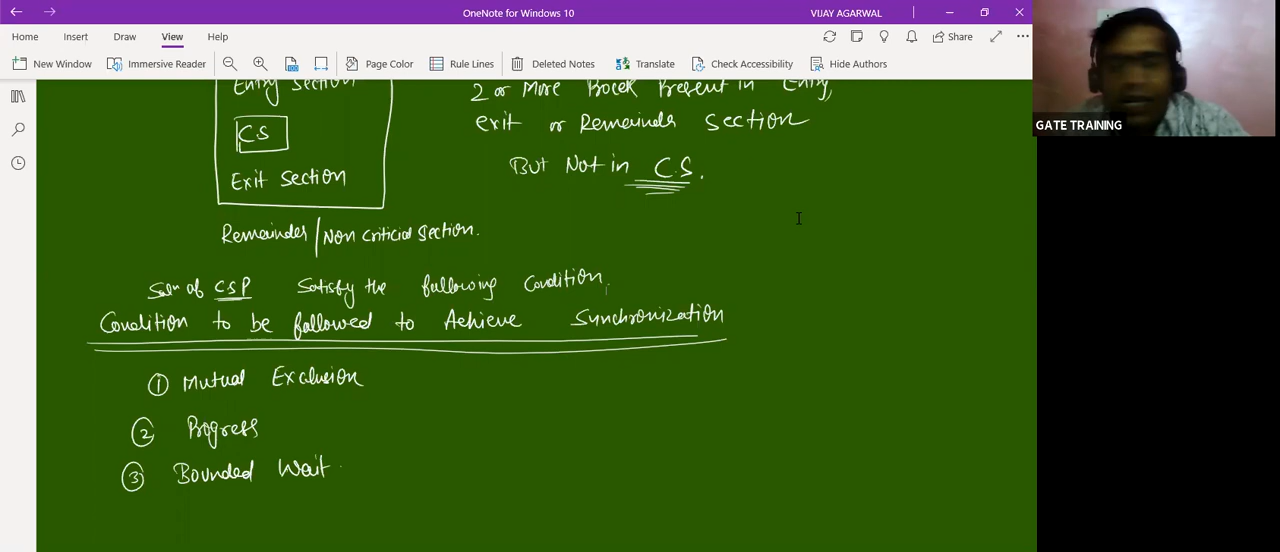 OneNote for Windows 10
VIJAY AGARWAL
Home Insert Draw View Help
Share
New Window Immersive Reader Page Color Rule Lines Deleted Notes Translate Check Accessibility Hide Authors
Entry Section
CS
Exit Section
Remainder/Non Critical Section.
2 or More Present in Entry,
exit or Remainder Section
But Not in C.S.
Soln of CSP Satisfy the following Condition,
Condition to be followed to Achieve Synchronization
① Mutual Exclusion
② Progress
③ Bounded Wait
GATE TRAINING